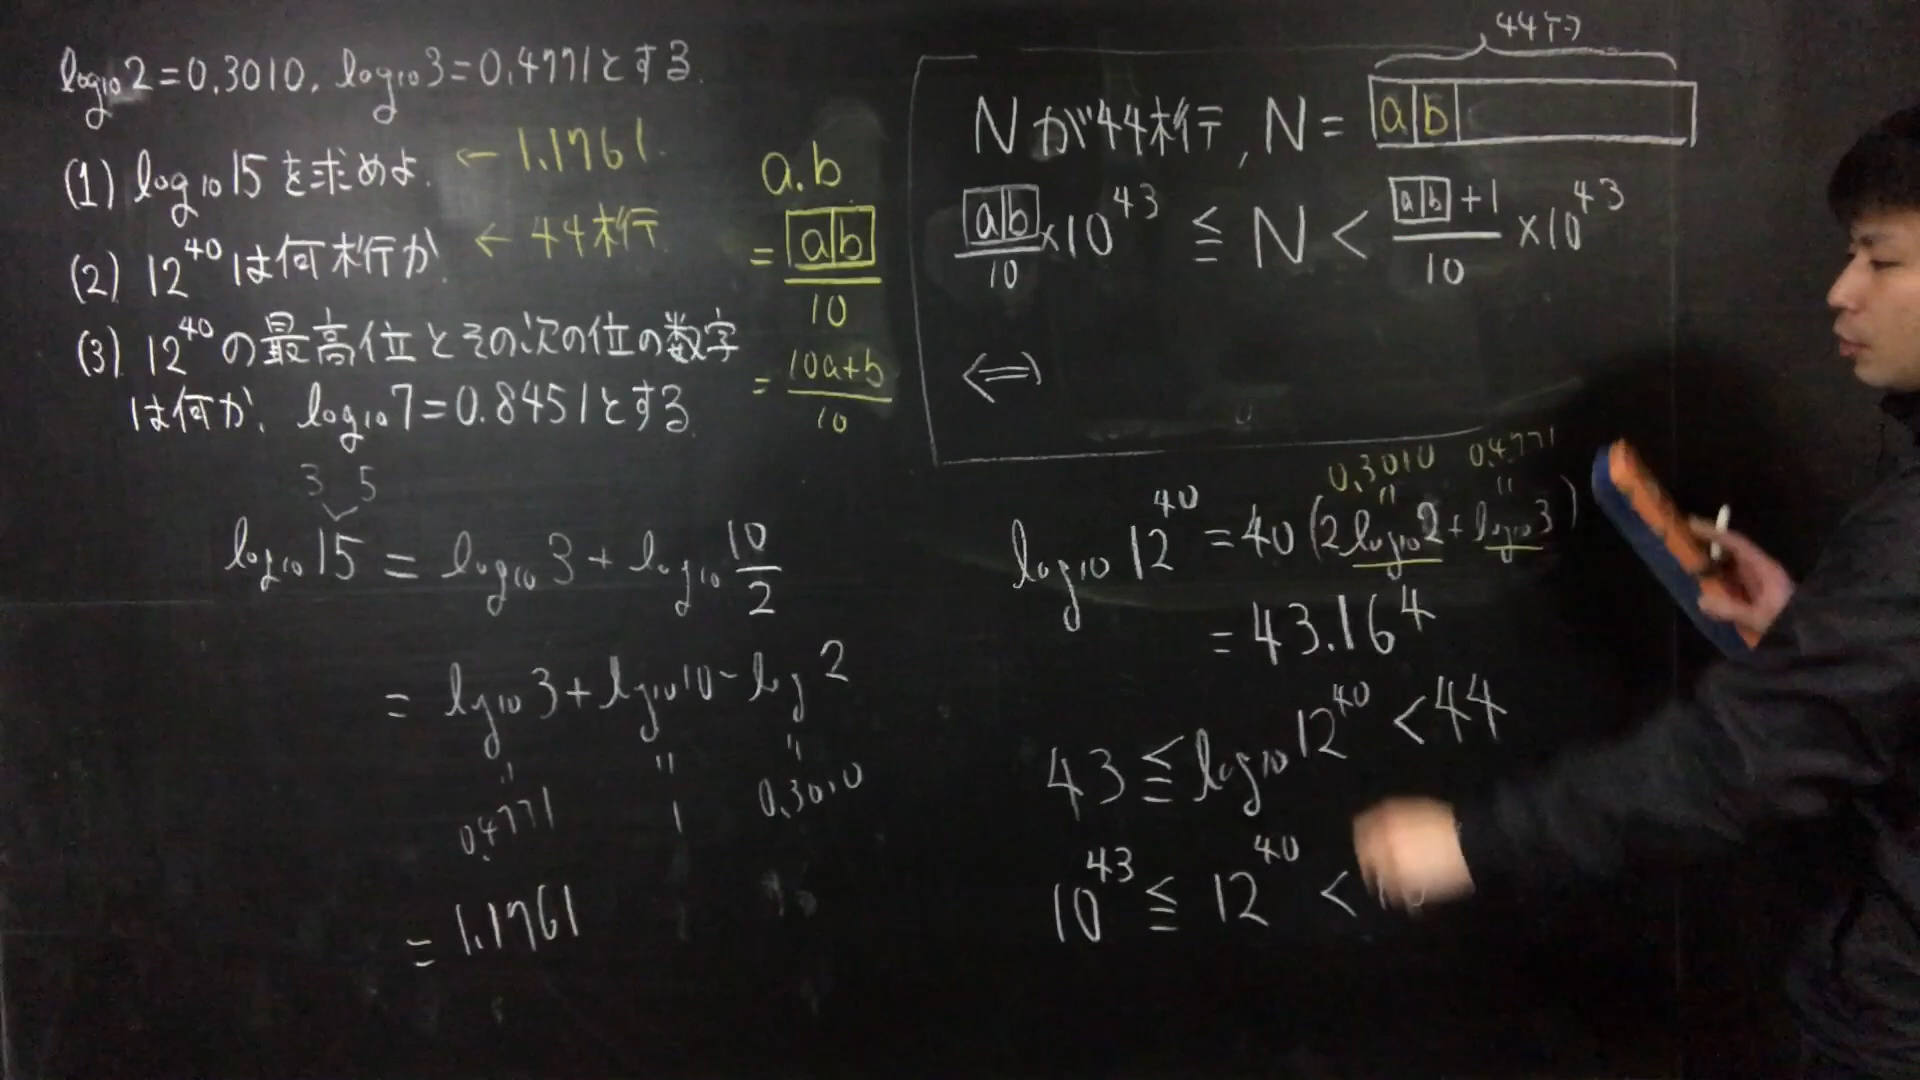 log₁₀2=0.3010, log₁₀3=0.4771とする.
(1) log₁₀15を求めよ. ← 1.1761.
(2) 12⁴⁰は何桁か. ← 44桁
(3) 12⁴⁰の最高位とその次の位の数字
は何か. log₁₀7=0.8451とする.
a.b
= ab/10
= 10a+b/10
44桁
Nが44桁, N= ab
ab/10 ×10⁴³ ≦ N < ab+1/10 ×10⁴³
⟺
3 5
log₁₀15 = log₁₀3 + log₁₀ 10/2
= log₁₀3 + log₁₀10 - log 2
0.4771 1 0.3010
= 1.1761
0.3010 0.4771
log₁₀12⁴⁰ = 40(2log₁₀2+log₁₀3)
= 43.164
43 ≦ log₁₀12⁴⁰ < 44
10⁴³ ≦ 12⁴⁰ <